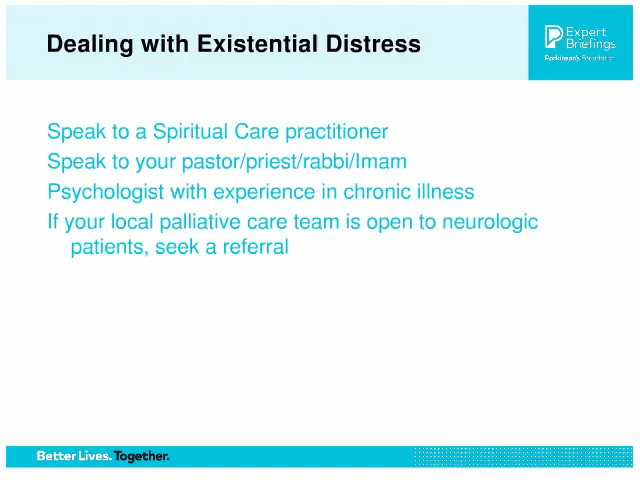 Dealing with Existential Distress
Expert
Briefings
Parkinson's Foundation
Speak to a Spiritual Care practitioner
Speak to your pastor/priest/rabbi/Imam
Psychologist with experience in chronic illness
If your local palliative care team is open to neurologic
patients, seek a referral
Better Lives. Together.